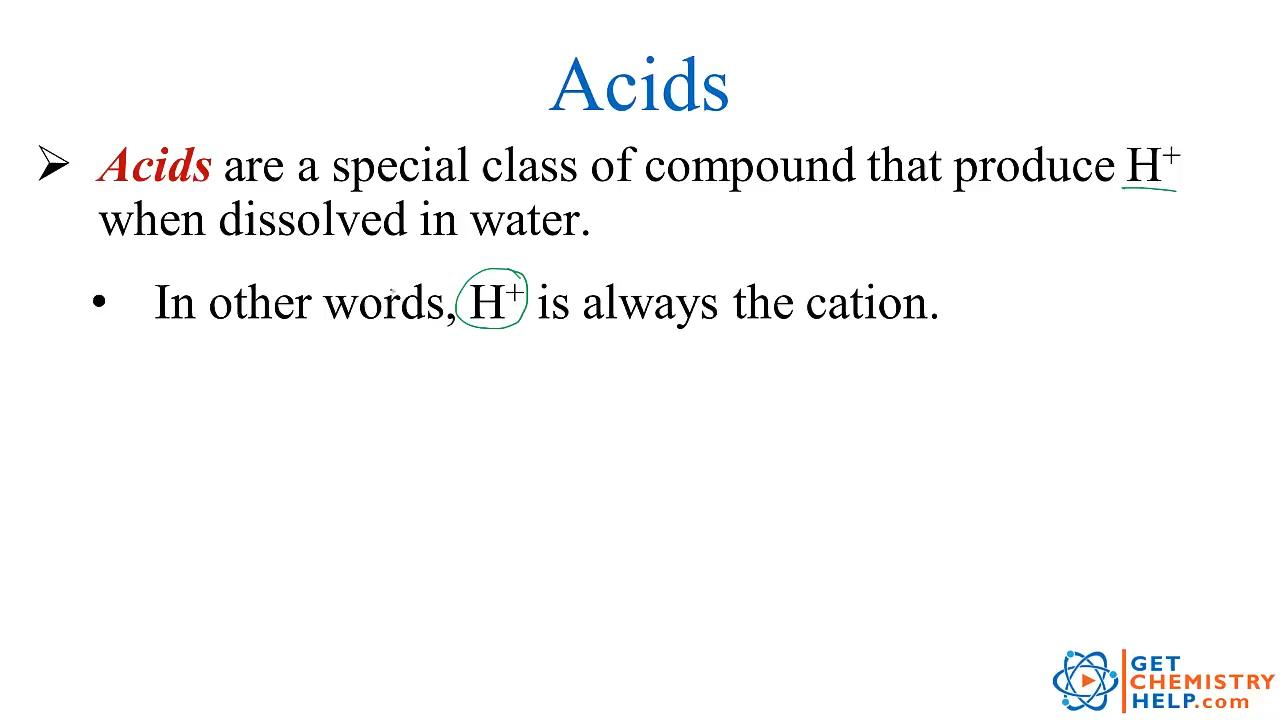 Acids
➢ Acids are a special class of compound that produce H⁺
when dissolved in water.
• In other words, H⁺ is always the cation.
GET
CHEMISTRY
HELP.com